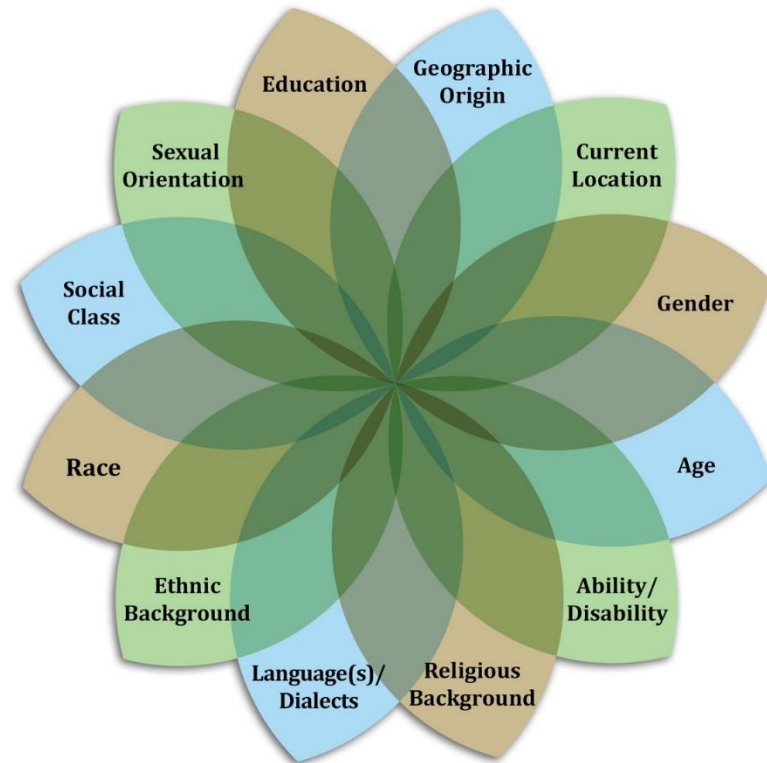 Education
Geographic
Origin
Current
Location
Gender
Age
Ability/
Disability
Religious
Background
Language(s)/
Dialects
Ethnic
Background
Race
Social
Class
Sexual
Orientation